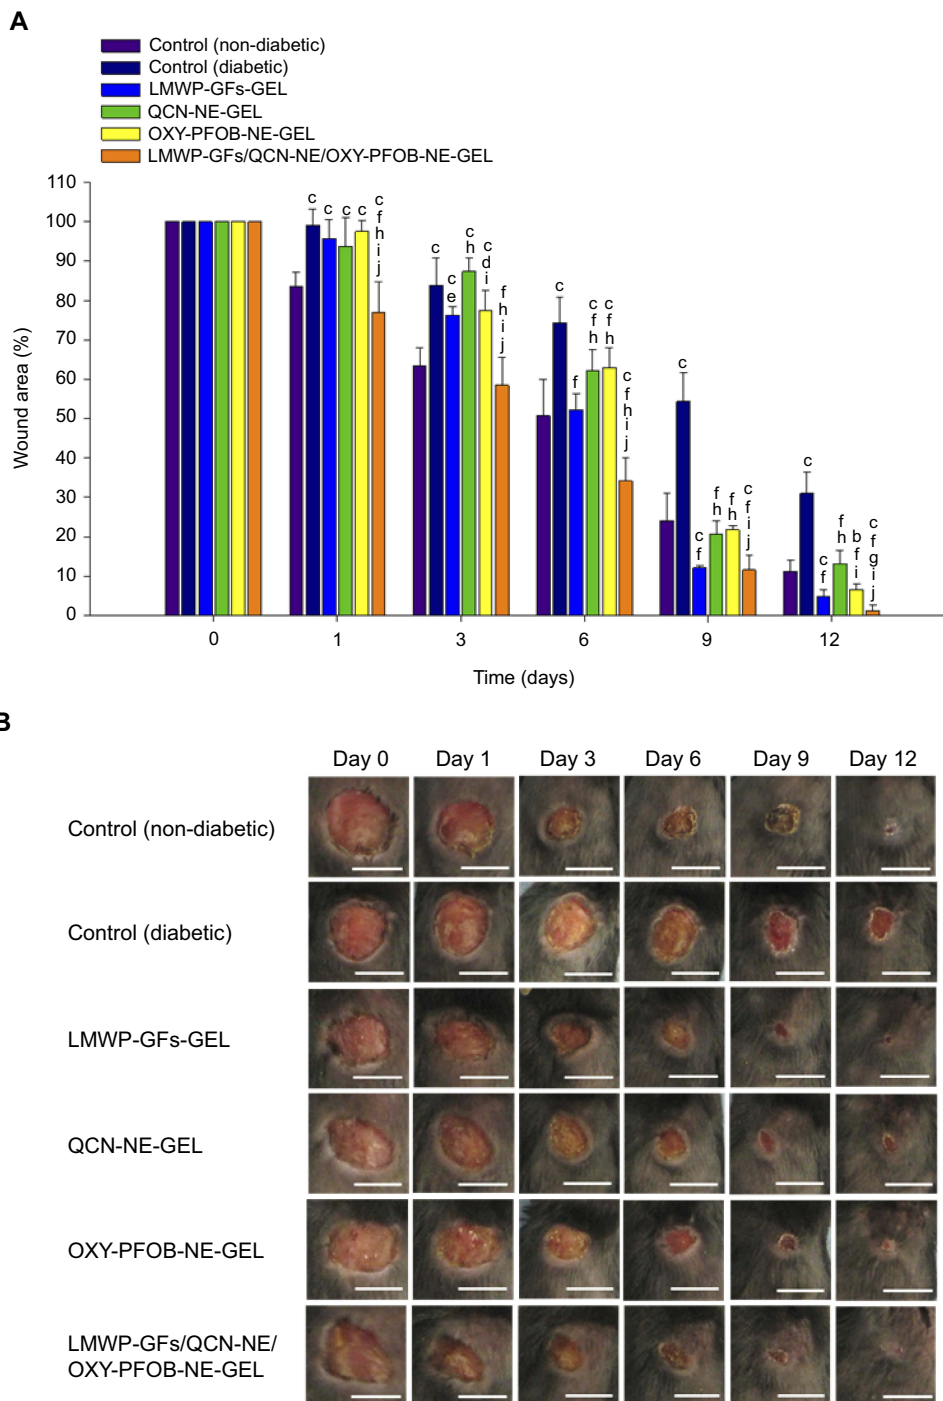 A
Control (non-diabetic)
Control (diabetic)
LMWP-GFs-GEL
QCN-NE-GEL
OXY-PFOB-NE-GEL
LMWP-GFs/QCN-NE/OXY-PFOB-NE-GEL
Wound area (%)
110
100
90
80
70
60
50
40
30
20
10
0
c
c
c
c
c
f
h
i
j
c
c
e
c
h
c
d
i
f
h
i
j
c
f
c
f
h
c
f
h
c
f
h
i
j
c
c
f
f
h
f
h
c
f
i
j
c
c
f
f
h
b
f
i
c
f
g
i
j
0 1 3 6 9 12
Time (days)
B
Day 0 Day 1 Day 3 Day 6 Day 9 Day 12
Control (non-diabetic)
Control (diabetic)
LMWP-GFs-GEL
QCN-NE-GEL
OXY-PFOB-NE-GEL
LMWP-GFs/QCN-NE/
OXY-PFOB-NE-GEL